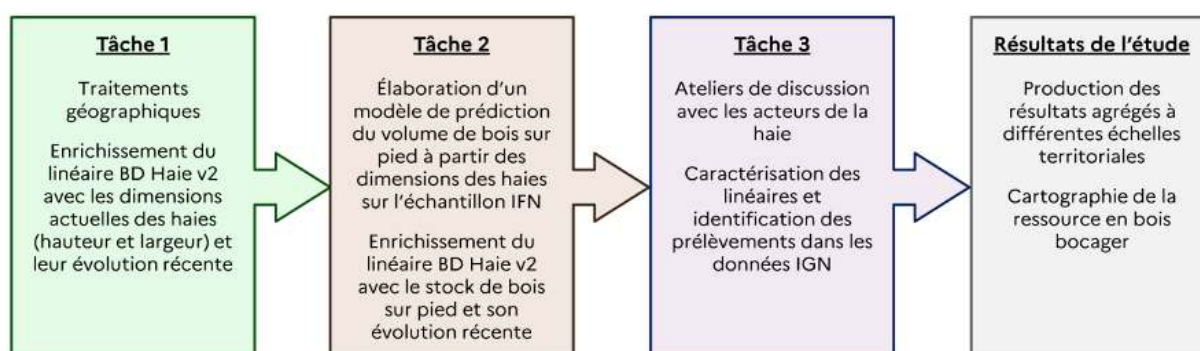 Tâche 1
Traitements
géographiques
Enrichissement du
linéaire BD Haie v2
avec les dimensions
actuelles des haies
(hauteur et largeur) et
leur évolution récente
Tâche 2
Élaboration d'un
modèle de prédiction
du volume de bois sur
pied à partir des
dimensions des haies
sur l'échantillon IFN
Enrichissement du
linéaire BD Haie v2
avec le stock de bois
sur pied et son
évolution récente
Tâche 3
Ateliers de discussion
avec les acteurs de la
haie
Caractérisation des
linéaires et
identification des
prélèvements dans les
données IGN
Résultats de l'étude
Production des
résultats agrégés à
différentes échelles
territoriales
Cartographie de la
ressource en bois
bocager